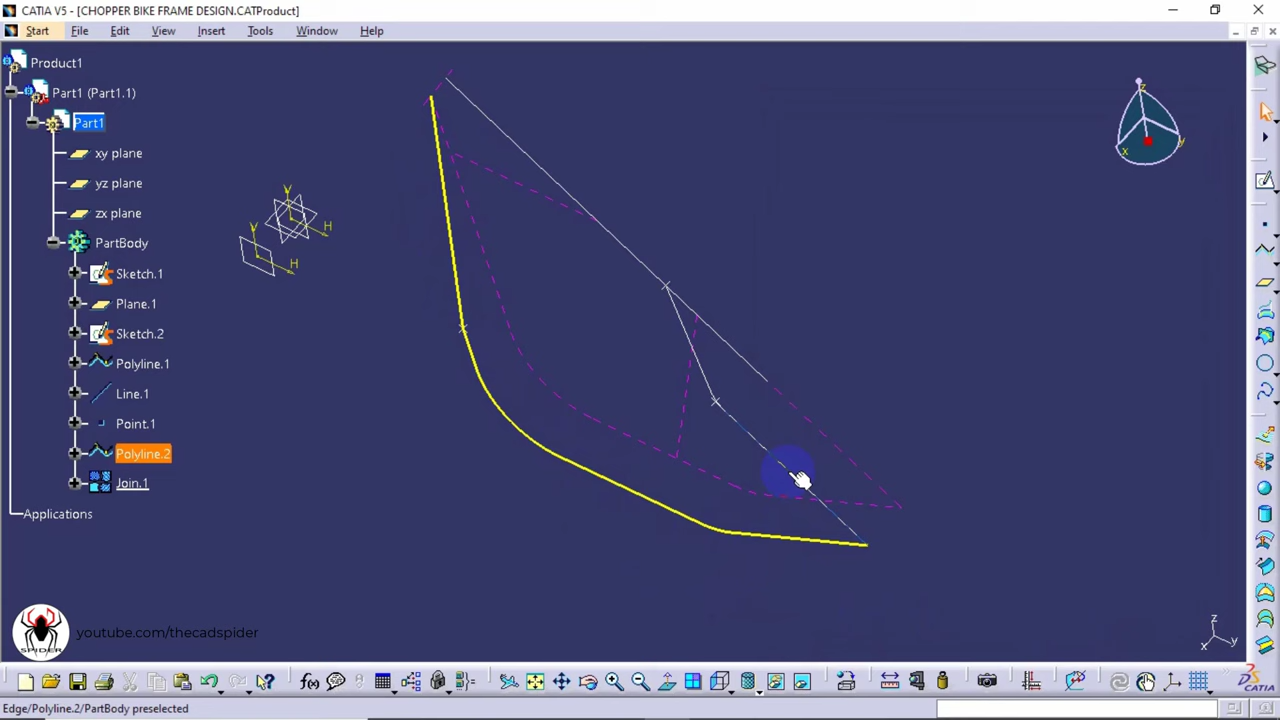 CATIA V5 - [CHOPPER BIKE FRAME DESIGN.CATProduct]
Start File Edit View Insert Tools Window Help
Product1
Part1 (Part1.1)
Part1
xy plane
yz plane
zx plane
PartBody
Sketch.1
Plane.1
Sketch.2
Polyline.1
Line.1
Point.1
Polyline.2
Join.1
Applications
V
H
V
H
z
x
y
z
x
y
SPIDER
youtube.com/thecadspider
f(x)
CATIA
Edge/Polyline.2/PartBody preselected